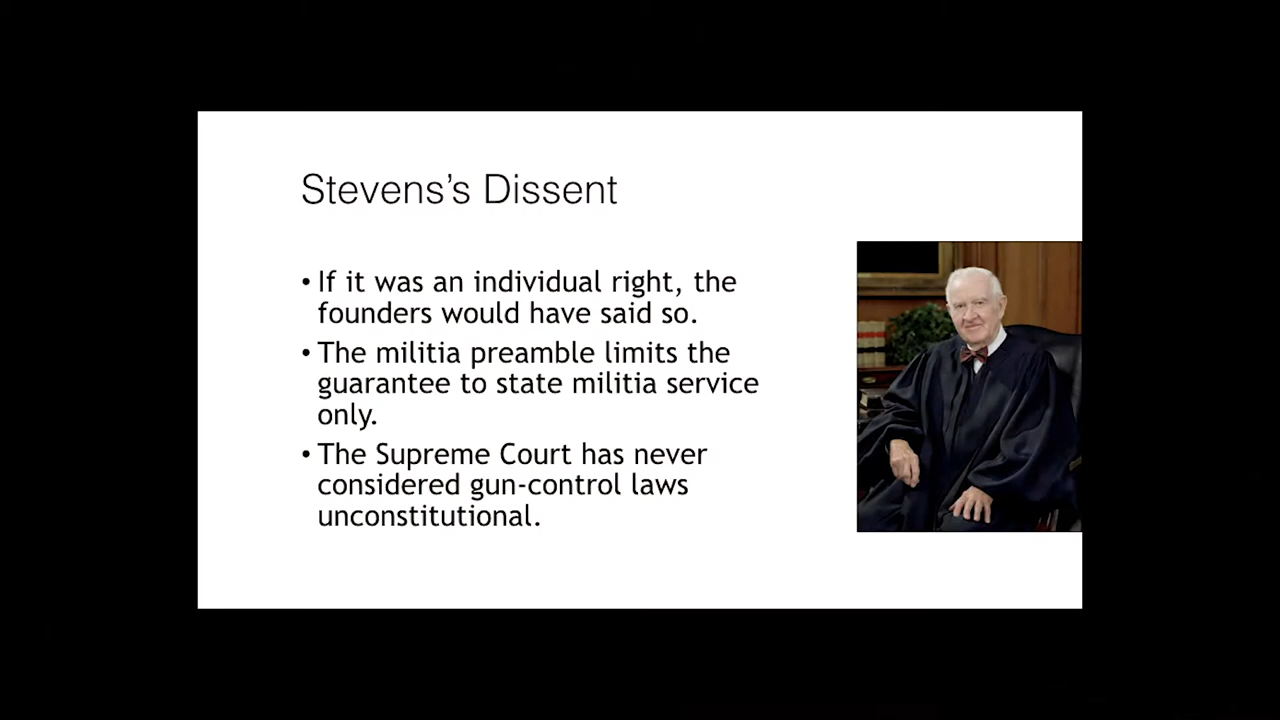 Stevens’s Dissent
• If it was an individual right, the
founders would have said so.
• The militia preamble limits the
guarantee to state militia service
only.
• The Supreme Court has never
considered gun-control laws
unconstitutional.